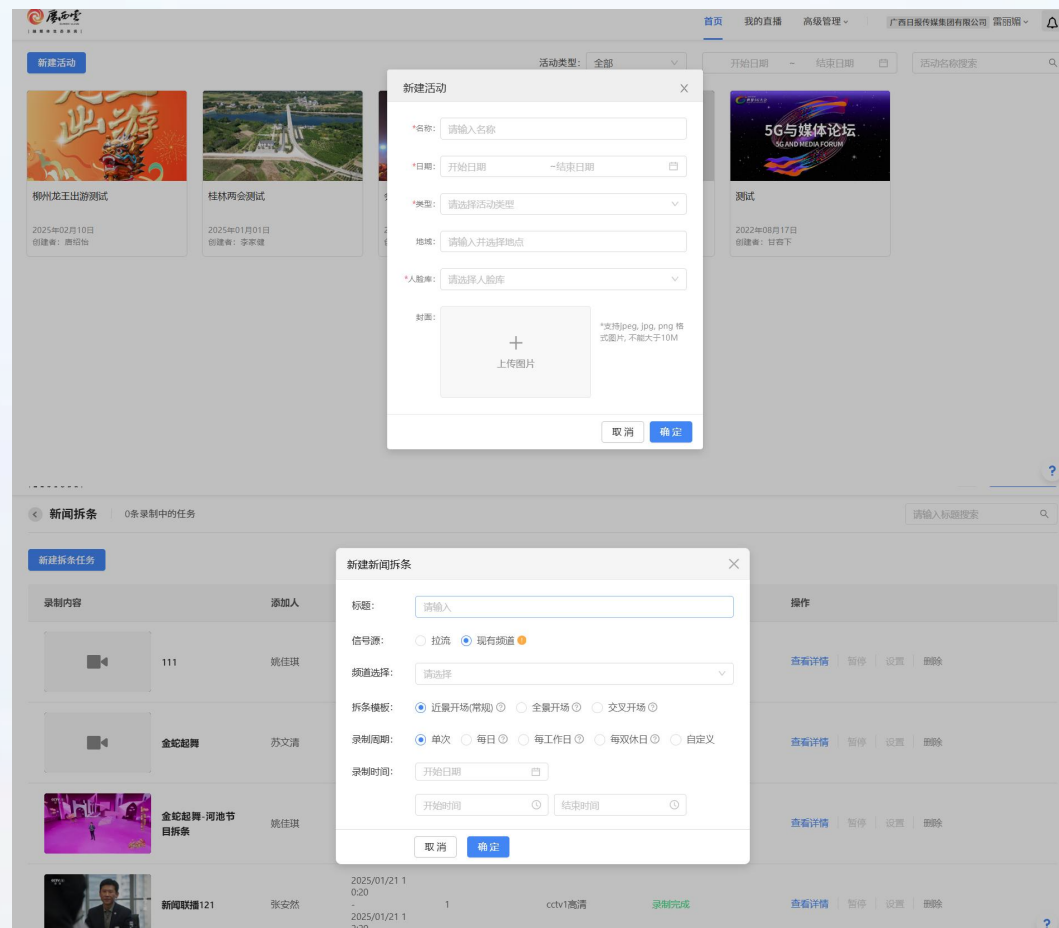 广西云
首页 我的直播 高级管理 广西日报传媒集团有限公司 雷丽媚
新建活动 活动类型: 全部 开始日期 - 结束日期 活动名称搜索
新建活动
*名称: 请输入名称
*日期: 开始日期 ~结束日期
*类型: 请选择活动类型
地域: 请输入并选择地点
*人脸库: 请选择人脸库
封面:
上传图片
*支持jpeg, jpg, png 格
式图片, 不能大于10M
取消 确定
柳州龙王出游测试
2025年02月10日
创建者: 唐绍怡
桂林两会测试
2025年01月01日
创建者: 李家健
5G与媒体论坛
5G AND MEDIA FORUM
测试
2022年08月17日
创建者: 甘容下
新闻拆条 0条录制中的任务 请输入标题搜索
新建拆条任务
录制内容 添加人 操作
新建新闻拆条
标题: 请输入
信号源: 拉流 现有频道
频道选择: 请选择
拆条模板: 近景开场(常规) 全景开场 交叉开场
录制周期: 单次 每日 每工作日 每双休日 自定义
录制时间: 开始日期
开始时间 结束时间
取消 确定
111 姚佳琪 查看详情 暂停 设置 删除
金蛇起舞 苏文清 查看详情 暂停 设置 删除
金蛇起舞-河池节
目拆条
姚佳琪 查看详情 暂停 设置 删除
新闻联播121 张安然
2025/01/21 1
0:20
-
2025/01/21 1
1 cctv1高清 录制完成 查看详情 暂停 设置 删除